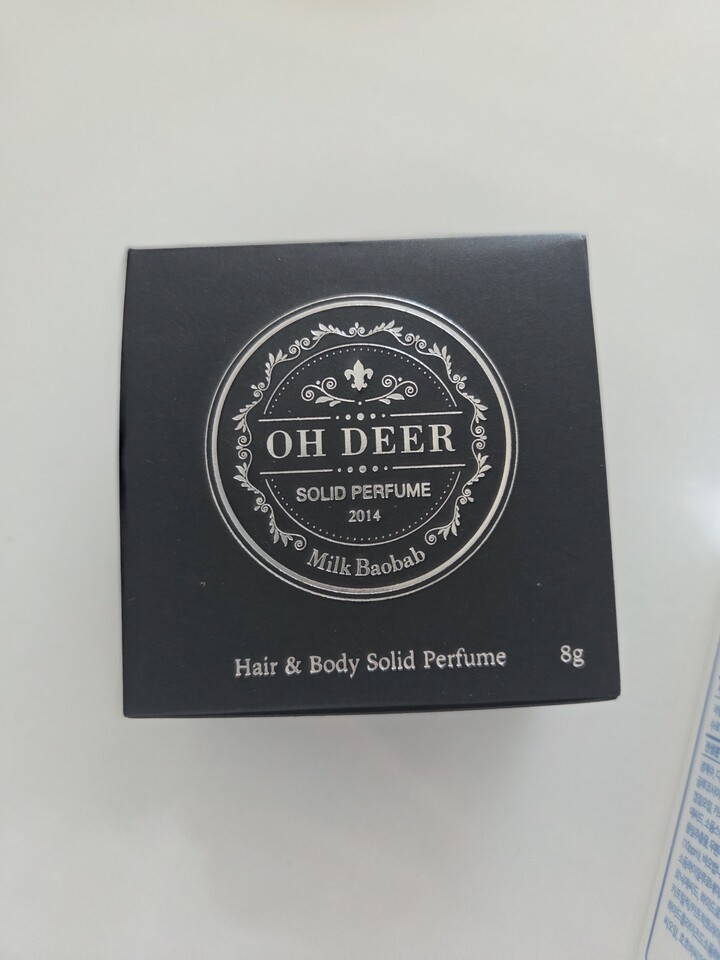 OH DEER
SOLID PERFUME
2014
Milk Baobab
Hair & Body Solid Perfume 8g